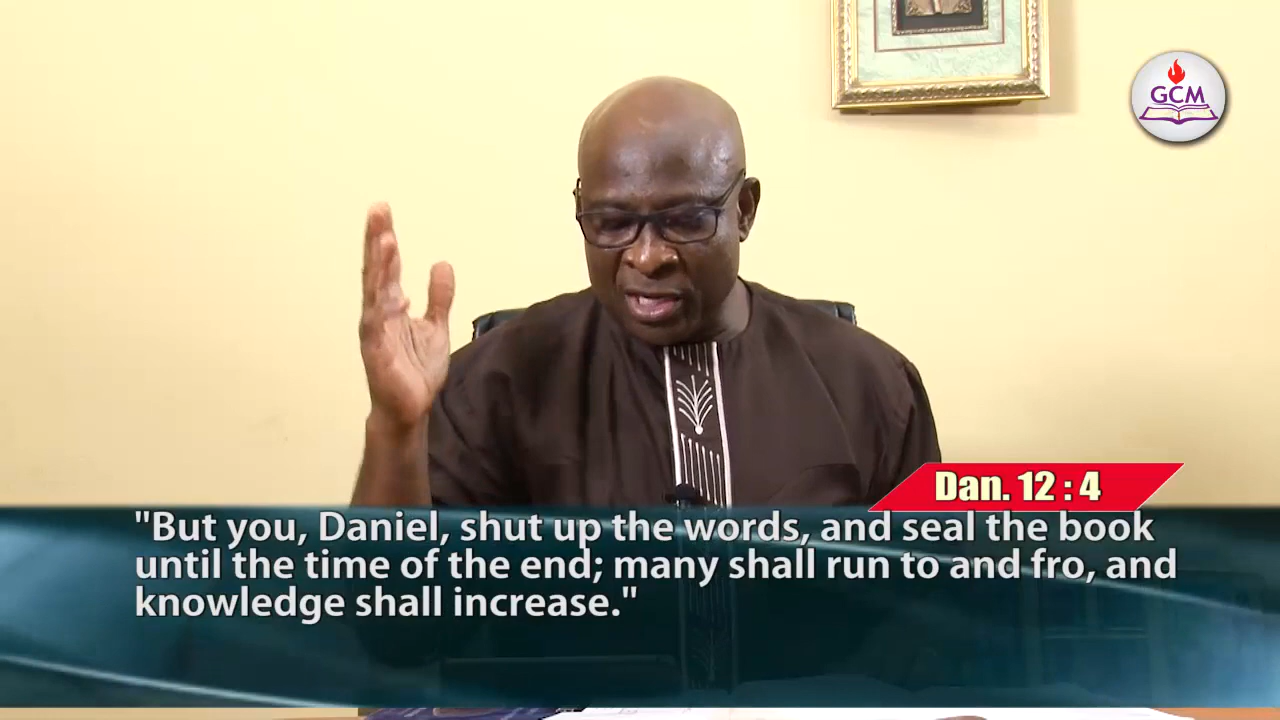 GCM
Dan. 12 : 4
"But you, Daniel, shut up the words, and seal the book
until the time of the end; many shall run to and fro, and
knowledge shall increase."